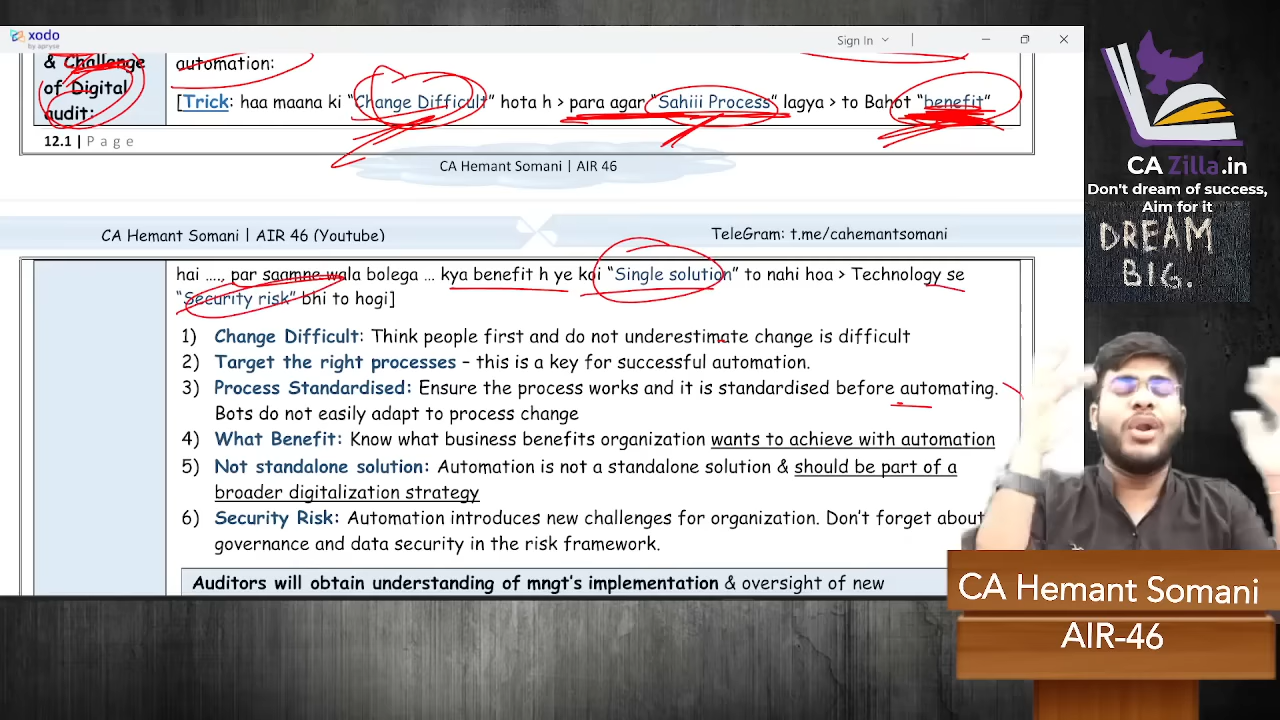 xodo
by apryse
Sign In
& Challenge
of Digital
audit:
automation:
[Trick: haa maana ki “Change Difficult” hota h > para agar “Sahiii Process” lagya > to Bahot “benefit”
12.1 | Page
CA Hemant Somani | AIR 46
CA Hemant Somani | AIR 46 (Youtube)
TeleGram: t.me/cahemantsomani
hai …., par saamne wala bolega … kya benefit h ye koi “Single solution” to nahi hoa > Technology se
“Security risk” bhi to hogi]
1) Change Difficult: Think people first and do not underestimate change is difficult
2) Target the right processes – this is a key for successful automation.
3) Process Standardised: Ensure the process works and it is standardised before automating.
Bots do not easily adapt to process change
4) What Benefit: Know what business benefits organization wants to achieve with automation
5) Not standalone solution: Automation is not a standalone solution & should be part of a
broader digitalization strategy
6) Security Risk: Automation introduces new challenges for organization. Don’t forget about
governance and data security in the risk framework.
Auditors will obtain understanding of mngt’s implementation & oversight of new
CA Zilla.in
Don't dream of success,
Aim for it
DREAM
BIG.
CA Hemant Somani
AIR-46